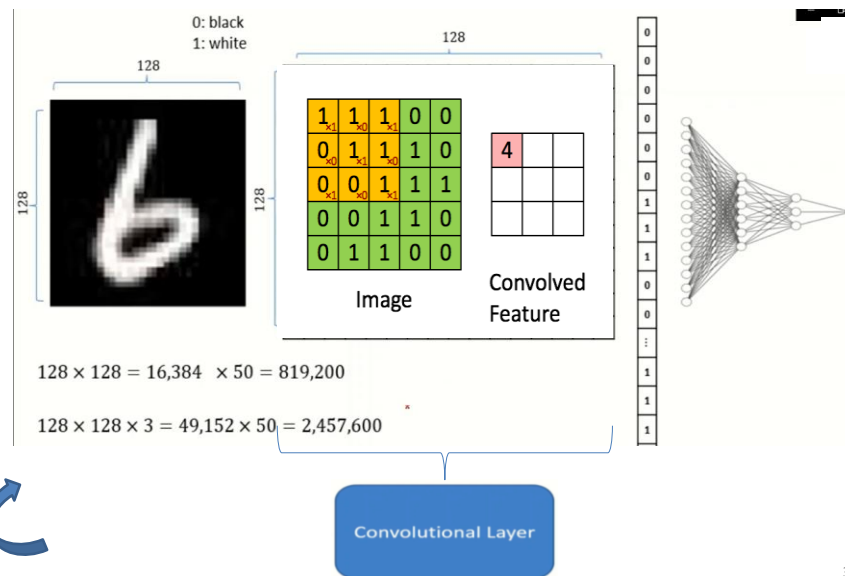 0: black
1: white
128
128
128
128
1×1 1×0 1×1 0 0
0×0 1×1 1×0 1 0
0×1 0×0 1×1 1 1
0 0 1 1 0
0 1 1 0 0
Image
4
Convolved
Feature
0
0
0
0
0
0
1
1
1
0
0
⋮
1
1
1
128 × 128 = 16,384 × 50 = 819,200
128 × 128 × 3 = 49,152 × 50 = 2,457,600
Convolutional Layer